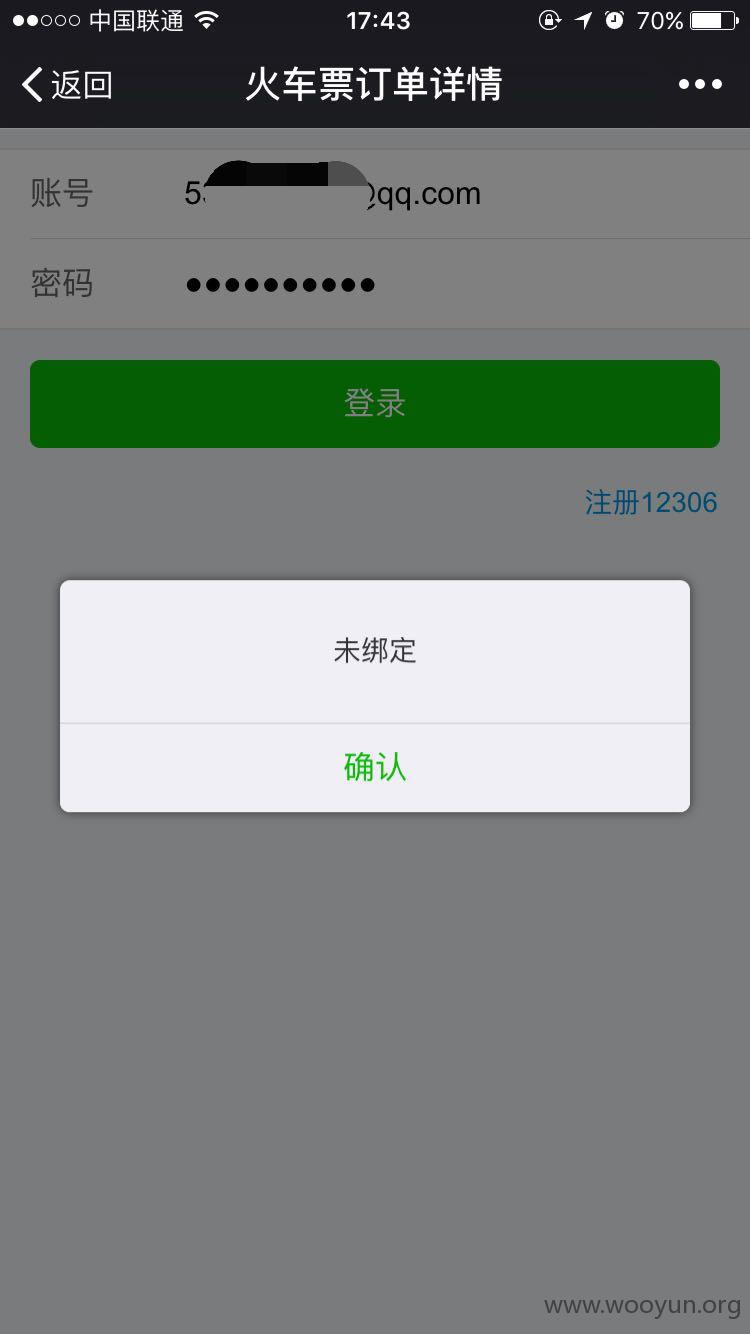 中国联通 17:43 70%
返回 火车票订单详情
账号 5 @qq.com
密码 ●●●●●●●●●●
登录
注册12306
未绑定
确认
www.wooyun.org